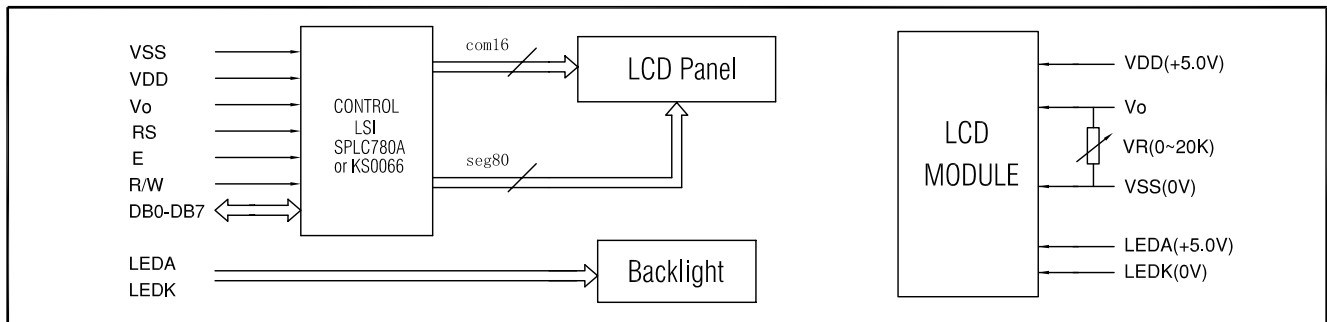 VSS
VDD
Vo
RS
E
R/W
DB0-DB7
LEDA
LEDK
CONTROL
LSI
SPLC780A
or KS0066
com16
seg80
LCD Panel
Backlight
LCD
MODULE
VDD(+5.0V)
Vo
VR(0~20K)
VSS(0V)
LEDA(+5.0V)
LEDK(0V)